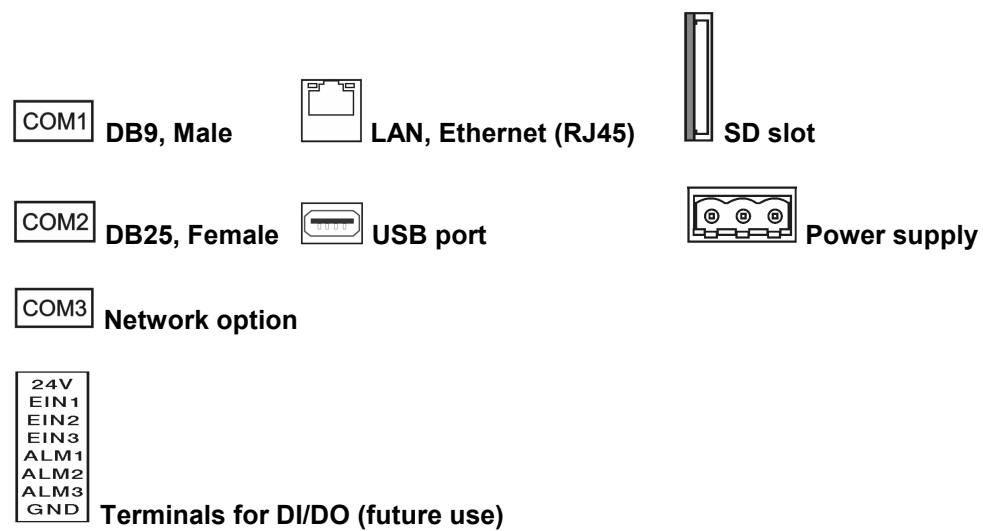 COM1 DB9, Male
LAN, Ethernet (RJ45)
SD slot
COM2 DB25, Female
USB port
Power supply
COM3 Network option
24V
EIN1
EIN2
EIN3
ALM1
ALM2
ALM3
GND
Terminals for DI/DO (future use)